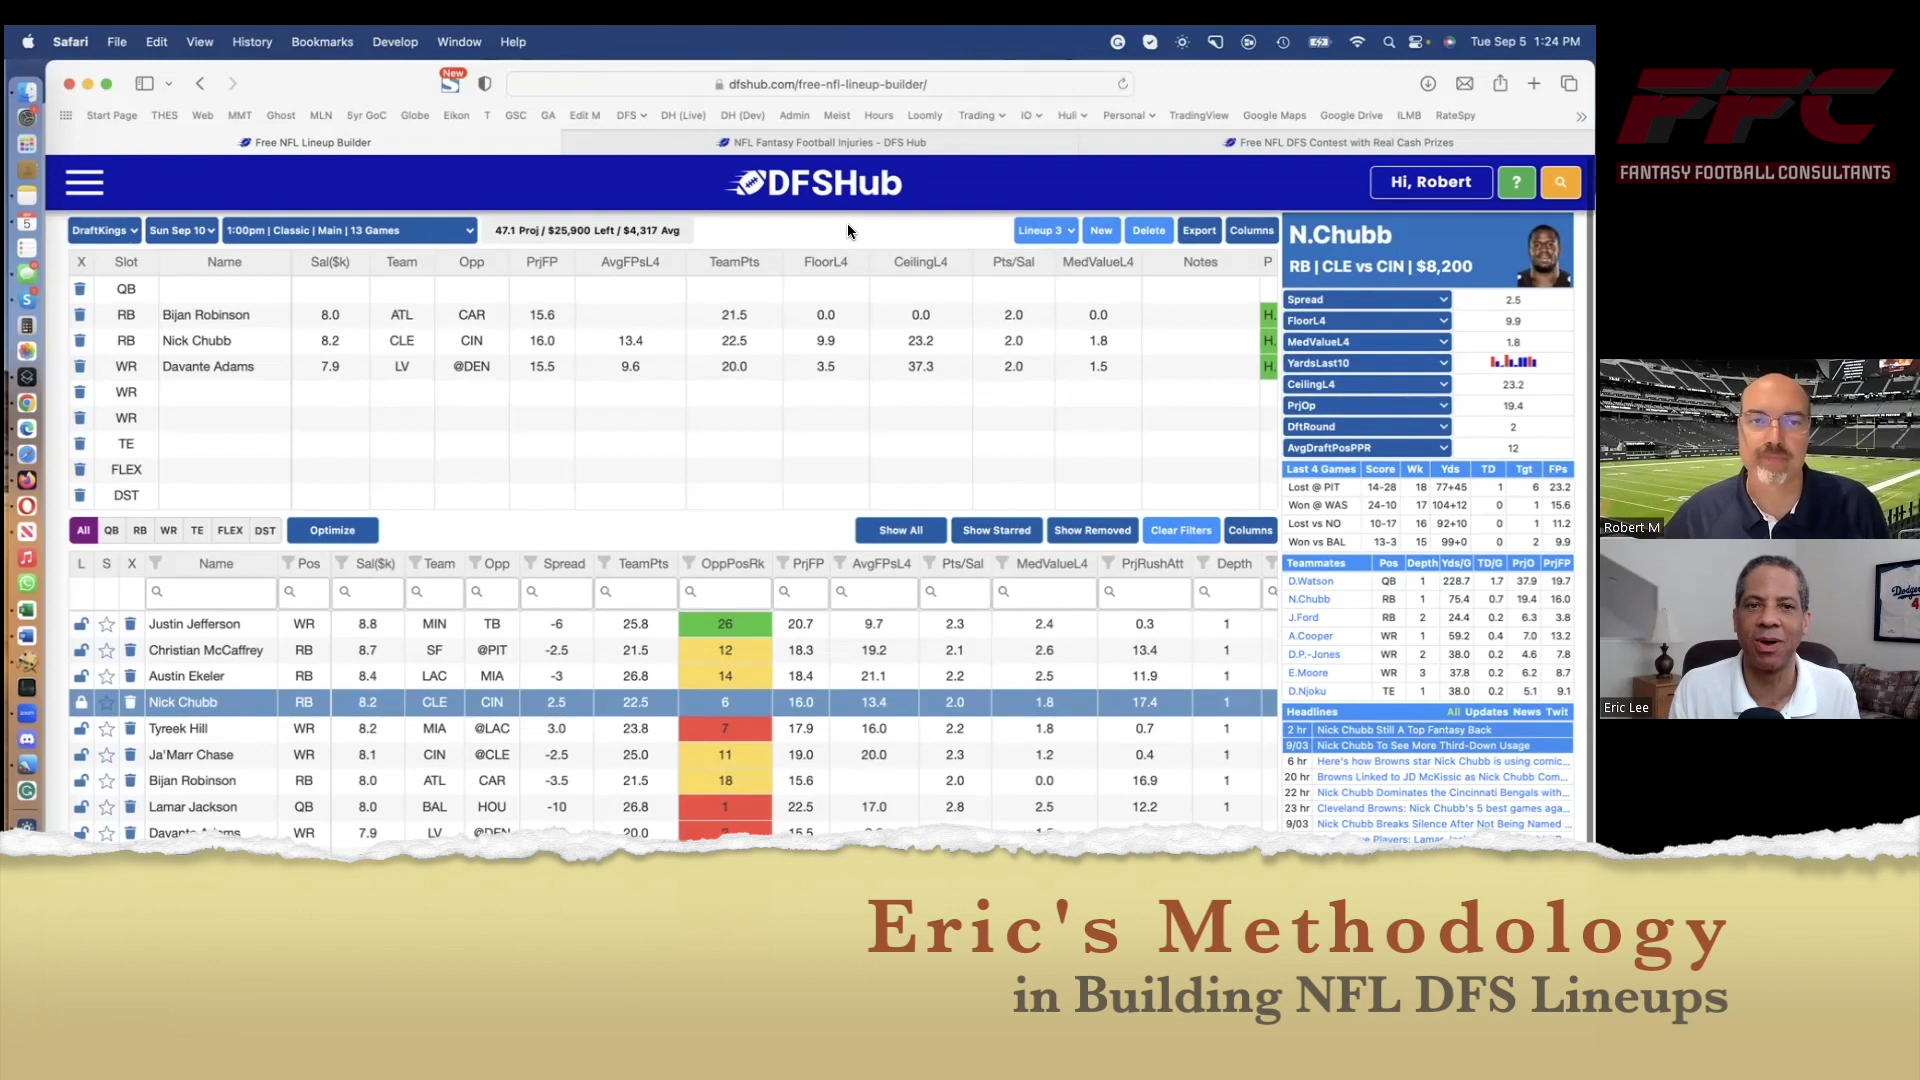 Safari File Edit View History Bookmarks Develop Window Help Tue Sep 5 1:24 PM
New dfshub.com/free-nfl-lineup-builder/
Start Page THES Web MMT Ghost MLN 5yr GoC Globe Eikon T GSC GA Edit M DFS DH (Live) DH (Dev) Admin Meist Hours Loomly Trading IO Huli Personal TradingView Google Maps Google Drive ILMB RateSpy
Free NFL Lineup Builder NFL Fantasy Football Injuries - DFS Hub Free NFL DFS Contest with Real Cash Prizes
DFSHub Hi, Robert ?
FFC
FANTASY FOOTBALL CONSULTANTS
DraftKings Sun Sep 10 1:00pm | Classic | Main | 13 Games 47.1 Proj / $25,900 Left / $4,317 Avg Lineup 3 New Delete Export Columns
X Slot Name Sal($k) Team Opp PrjFP AvgFPsL4 TeamPts FloorL4 CeilingL4 Pts/Sal MedValueL4 Notes P
QB
RB Bijan Robinson 8.0 ATL CAR 15.6 21.5 0.0 0.0 2.0 0.0 H.
RB Nick Chubb 8.2 CLE CIN 16.0 13.4 22.5 9.9 23.2 2.0 1.8 H.
WR Davante Adams 7.9 LV @DEN 15.5 9.6 20.0 3.5 37.3 2.0 1.5 H.
WR
WR
TE
FLEX
DST
All QB RB WR TE FLEX DST Optimize Show All Show Starred Show Removed Clear Filters Columns
L S X Name Pos Sal($k) Team Opp Spread TeamPts OppPosRk PrjFP AvgFPsL4 Pts/Sal MedValueL4 PrjRushAtt Depth
Justin Jefferson WR 8.8 MIN TB -6 25.8 26 20.7 9.7 2.3 2.4 0.3 1
Christian McCaffrey RB 8.7 SF @PIT -2.5 21.5 12 18.3 19.2 2.1 2.6 13.4 1
Austin Ekeler RB 8.4 LAC MIA -3 26.8 14 18.4 21.1 2.2 2.5 11.9 1
Nick Chubb RB 8.2 CLE CIN 2.5 22.5 6 16.0 13.4 2.0 1.8 17.4 1
Tyreek Hill WR 8.2 MIA @LAC 3.0 23.8 7 17.9 16.0 2.2 1.8 0.7 1
Ja'Marr Chase WR 8.1 CIN @CLE -2.5 25.0 11 19.0 20.0 2.3 1.2 0.4 1
Bijan Robinson RB 8.0 ATL CAR -3.5 21.5 18 15.6 2.0 0.0 16.9 1
Lamar Jackson QB 8.0 BAL HOU -10 26.8 1 22.5 17.0 2.8 2.5 12.2 1
WR 7.9 LV @DEN 20.0 15.5
N.Chubb
RB | CLE vs CIN | $8,200
Spread 2.5
FloorL4 9.9
MedValueL4 1.8
YardsLast10
CeilingL4 23.2
PrjOp 19.4
DftRound 2
AvgDraftPosPPR 12
Last 4 Games Score Wk Yds TD Tgt FPs
Lost @ PIT 14-28 18 77+45 1 6 23.2
Won @ WAS 24-10 17 104+12 0 1 15.6
Lost vs NO 10-17 16 92+10 0 1 11.2
Won vs BAL 13-3 15 99+0 0 2 9.9
Teammates Pos Depth Yds/G TD/G PrjO PrjFP
D.Watson QB 1 228.7 1.7 37.9 19.7
N.Chubb RB 1 75.4 0.7 19.4 16.0
J.Ford RB 2 24.4 0.2 6.3 3.8
A.Cooper WR 1 59.2 0.4 7.0 13.2
D.P.-Jones WR 2 38.0 0.2 4.6 7.8
E.Moore WR 3 37.8 0.2 6.2 8.7
D.Njoku TE 1 38.0 0.2 5.1 9.1
Headlines All Updates News Twit
2 hr Nick Chubb Still A Top Fantasy Back
9/03 Nick Chubb To See More Third-Down Usage
6 hr Here's how Browns star Nick Chubb is using comic...
20 hr Browns Linked to JD McKissic as Nick Chubb Com...
22 hr Nick Chubb Dominates the Cincinnati Bengals with...
23 hr Cleveland Browns: Nick Chubb's 5 best games aga...
9/03 Nick Chubb Breaks Silence After Not Being Named ...
Players: Lamar
Robert M
Dodgers
Eric Lee
Eric's Methodology
in Building NFL DFS Lineups